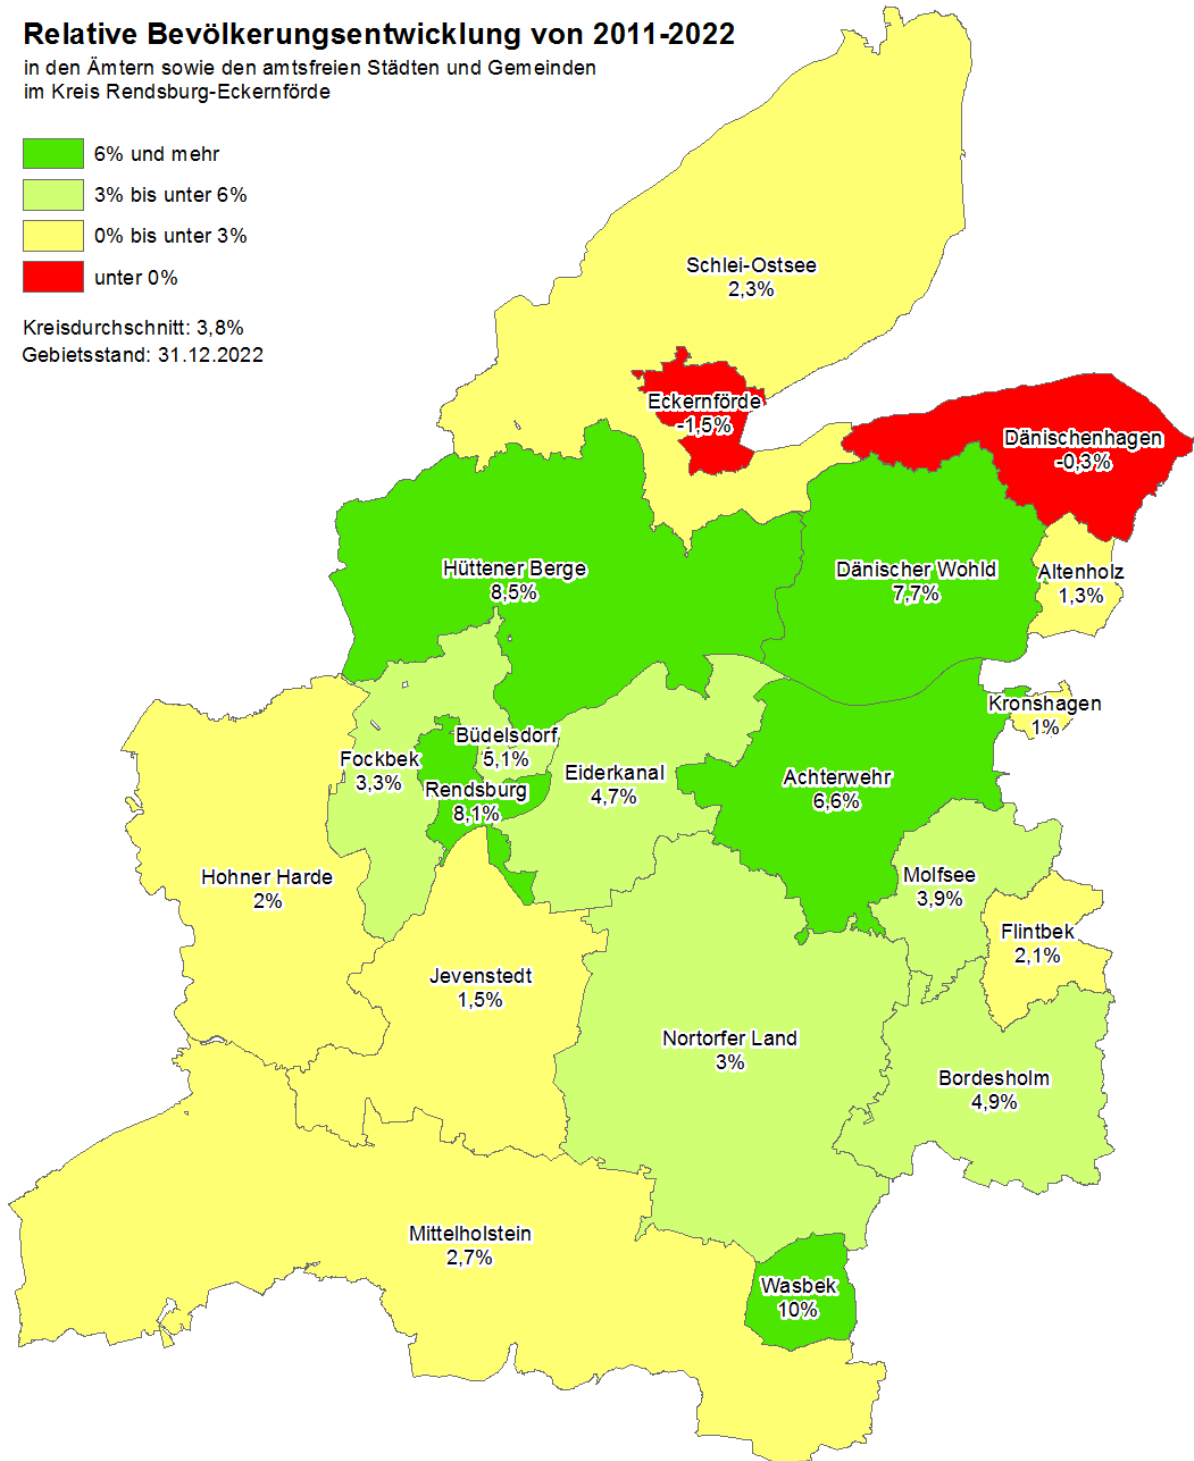 Relative Bevölkerungsentwicklung von 2011-2022
in den Ämtern sowie den amtsfreien Städten und Gemeinden
im Kreis Rendsburg-Eckernförde
6% und mehr
3% bis unter 6%
0% bis unter 3%
unter 0%
Kreisdurchschnitt: 3,8%
Gebietsstand: 31.12.2022
Schlei-Ostsee
2,3%
Eckernförde
-1,5%
Dänischenhagen
-0,3%
Hüttener Berge
8,5%
Dänischer Wohld
7,7%
Altenholz
1,3%
Kronshagen
1%
Büdelsdorf
5,1%
Fockbek
3,3%
Eiderkanal
4,7%
Achterwehr
6,6%
Rendsburg
8,1%
Hohner Harde
2%
Molfsee
3,9%
Flintbek
2,1%
Jevenstedt
1,5%
Nortorfer Land
3%
Bordesholm
4,9%
Mittelholstein
2,7%
Wasbek
10%